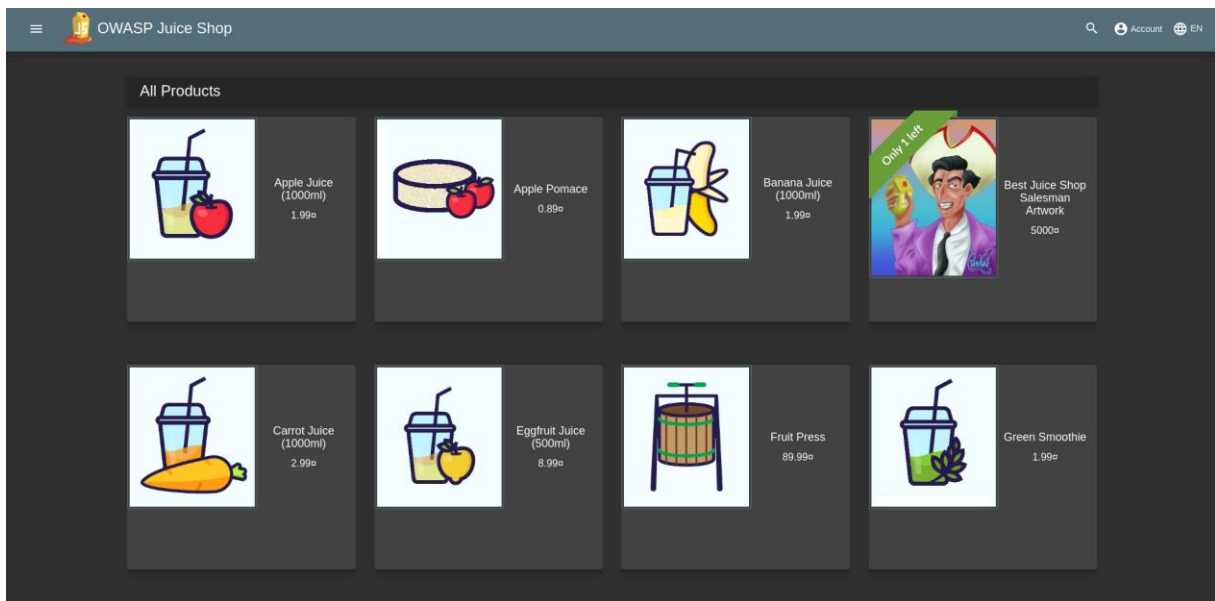 OWASP Juice Shop
Account
EN
All Products
Apple Juice
(1000ml)
1.99¤
Apple Pomace
0.89¤
Banana Juice
(1000ml)
1.99¤
Only 1 left
Best Juice Shop
Salesman
Artwork
5000¤
Carrot Juice
(1000ml)
2.99¤
Eggfruit Juice
(500ml)
8.99¤
Fruit Press
89.99¤
Green Smoothie
1.99¤